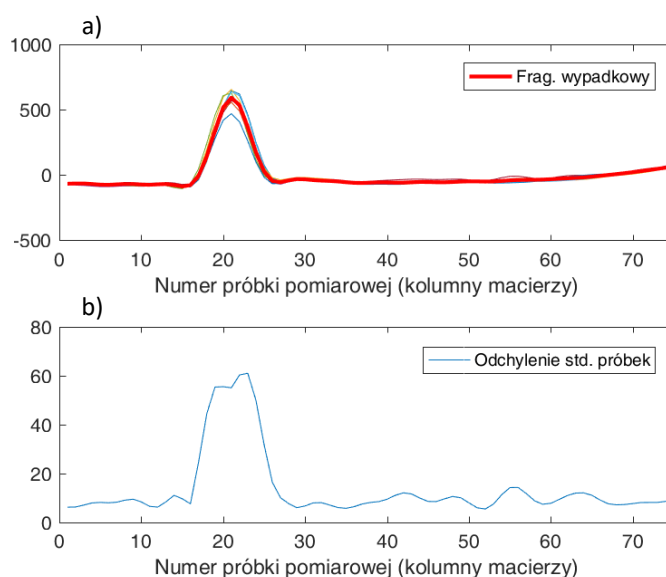 a)
1000
500
0
-500
Frag. wypadkowy
0 10 20 30 40 50 60 70
Numer próbki pomiarowej (kolumny macierzy)
b)
80
60
40
20
0
Odchylenie std. próbek
0 10 20 30 40 50 60 70
Numer próbki pomiarowej (kolumny macierzy)